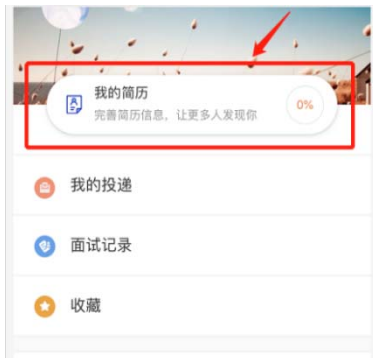 我的简历
完善简历信息，让更多人发现你
0%
我的投递
面试记录
收藏